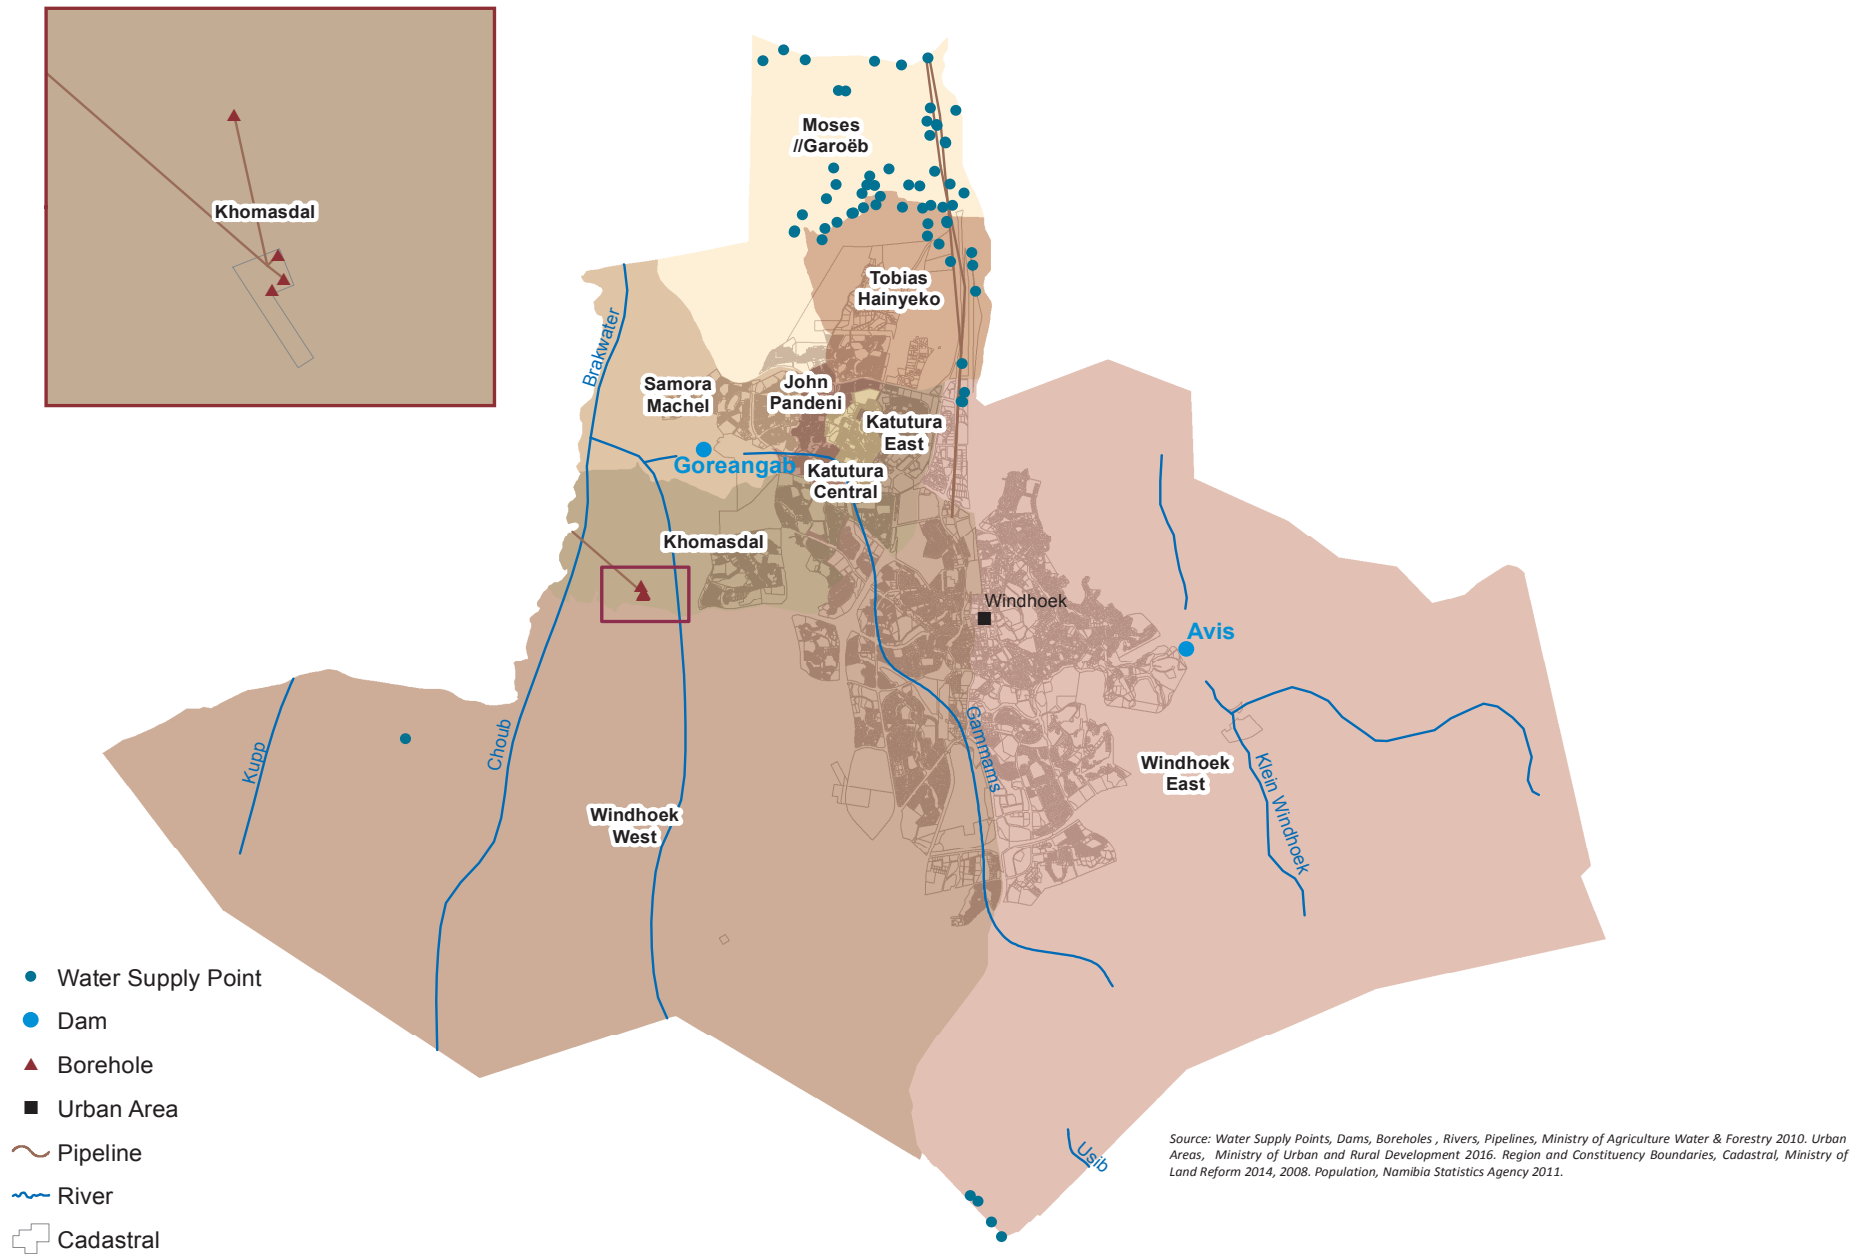 Khomasdal
Moses
//Garoëb
Tobias
Hainyeko
Brakwater
Samora
Machel
John
Pandeni
Katutura
East
Goreangab
Katutura
Central
Khomasdal
Windhoek
Avis
Kupp
Choub
Gammams
Windhoek
East
Klein Windhoek
Windhoek
West
Usib
Water Supply Point
Dam
Borehole
Urban Area
Pipeline
River
Cadastral
Source: Water Supply Points, Dams, Boreholes , Rivers, Pipelines, Ministry of Agriculture Water & Forestry 2010. Urban
Areas, Ministry of Urban and Rural Development 2016. Region and Constituency Boundaries, Cadastral, Ministry of
Land Reform 2014, 2008. Population, Namibia Statistics Agency 2011.